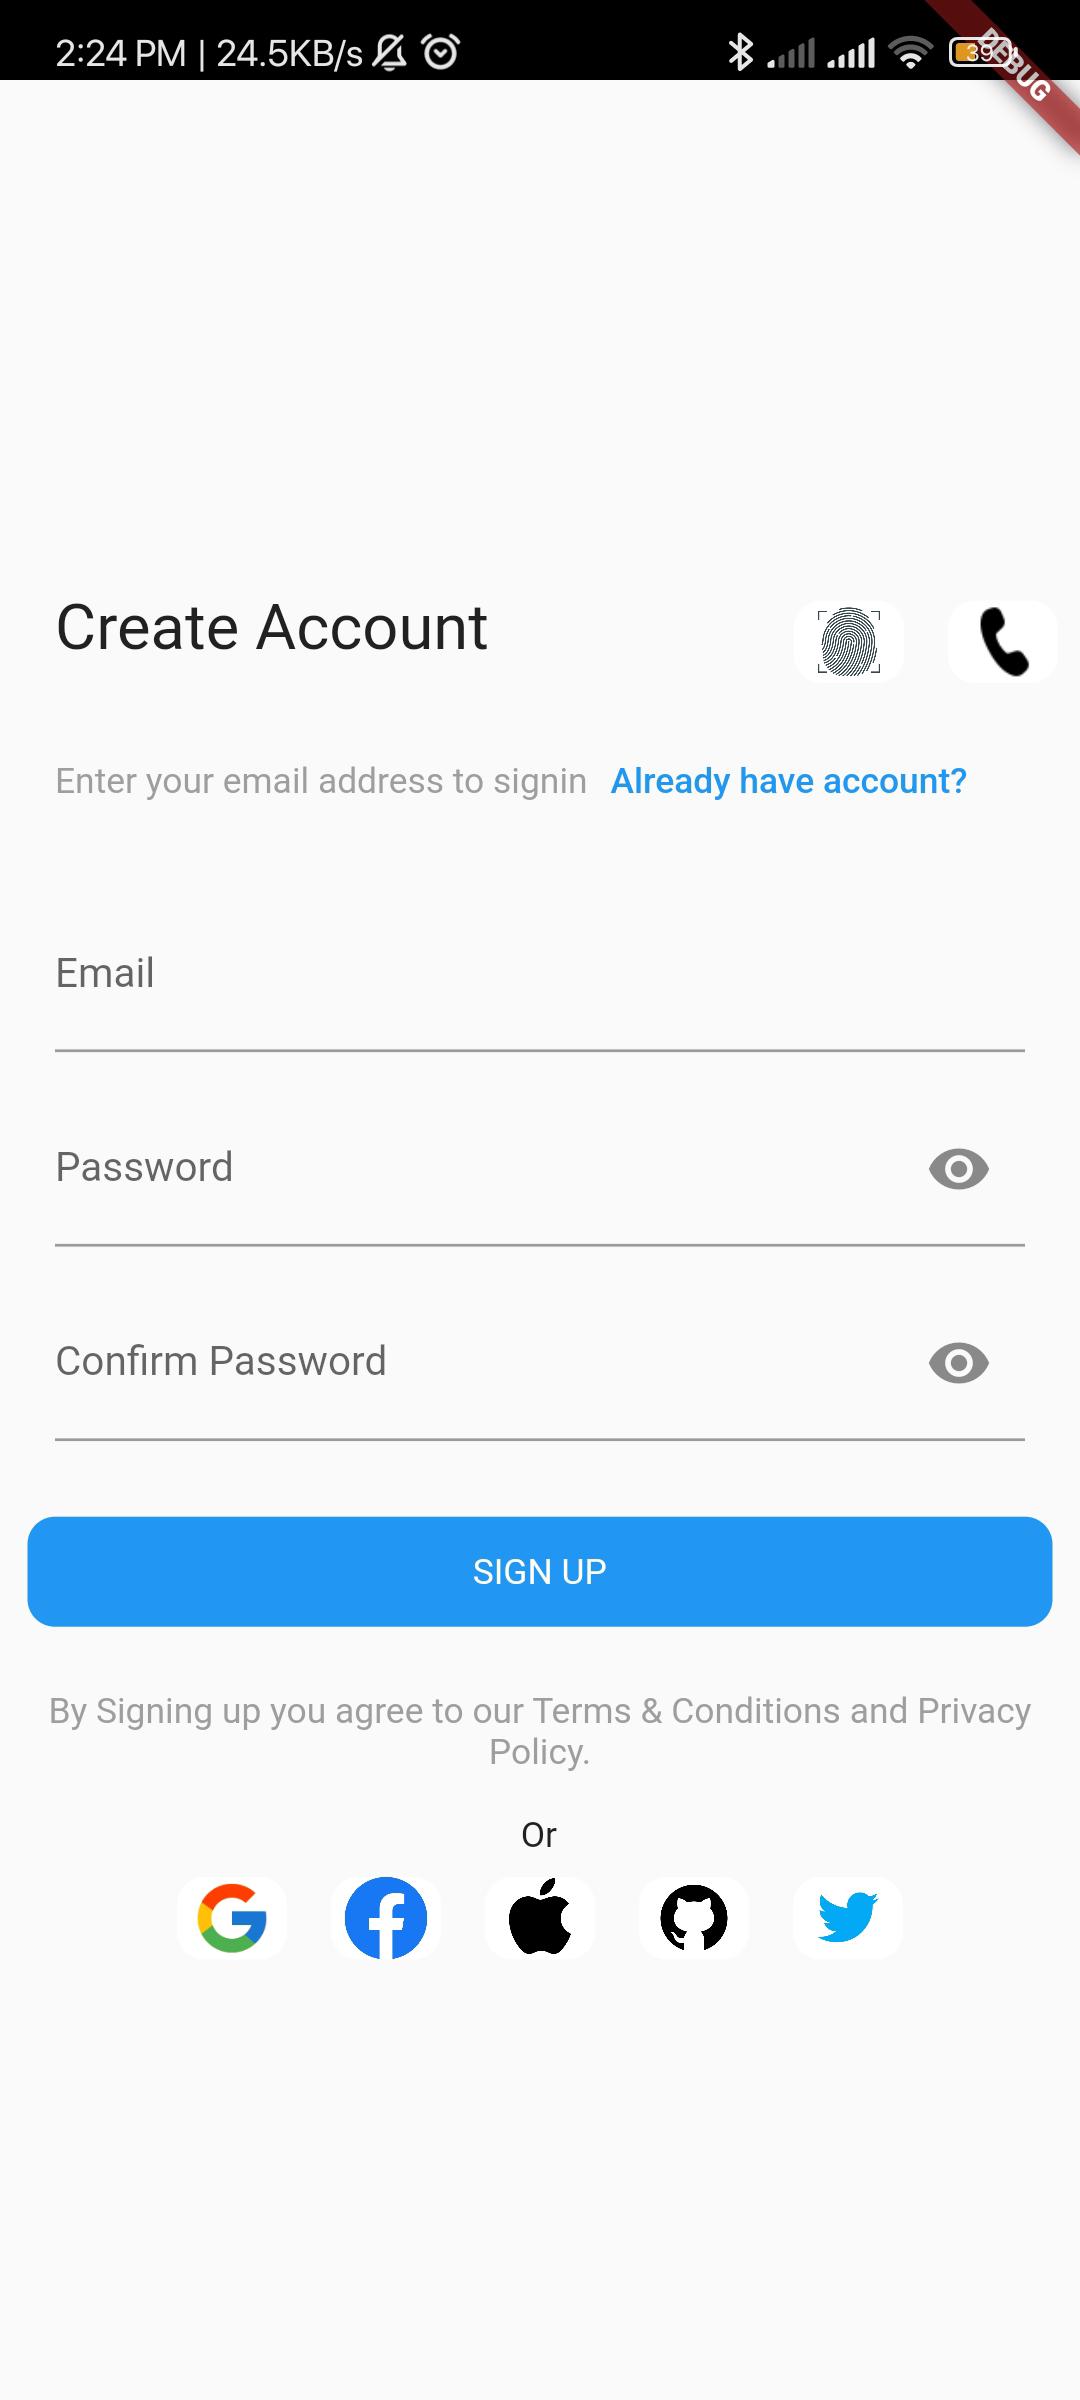 2:24 PM | 24.5KB/s
39
DEBUG
Create Account
Enter your email address to signin Already have account?
Email
Password
Confirm Password
SIGN UP
By Signing up you agree to our Terms & Conditions and Privacy
Policy.
Or